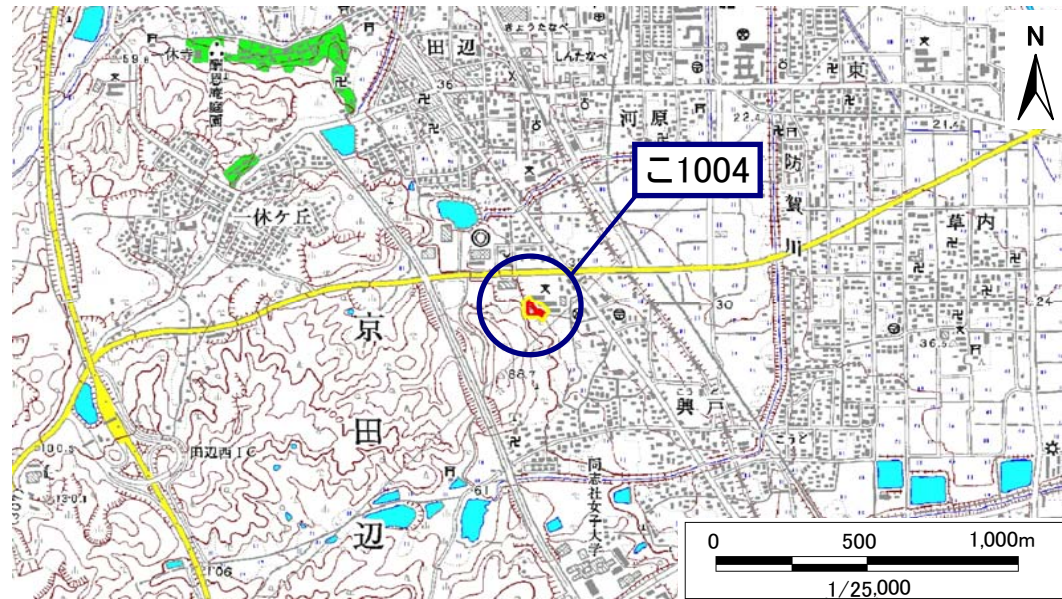 きょうたなべ
田辺
しんたなべ
一休寺
酬恩庵庭園
59.8
36
東
河原
22.4
21.4
N
こ1004
防賀川
一休ケ丘
草内
30
24
京田辺
36.5
88.7
興戸
こうど
田辺西IC
100.5
130.1
61
同志社女子大学
106
0 500 1,000m
1/25,000